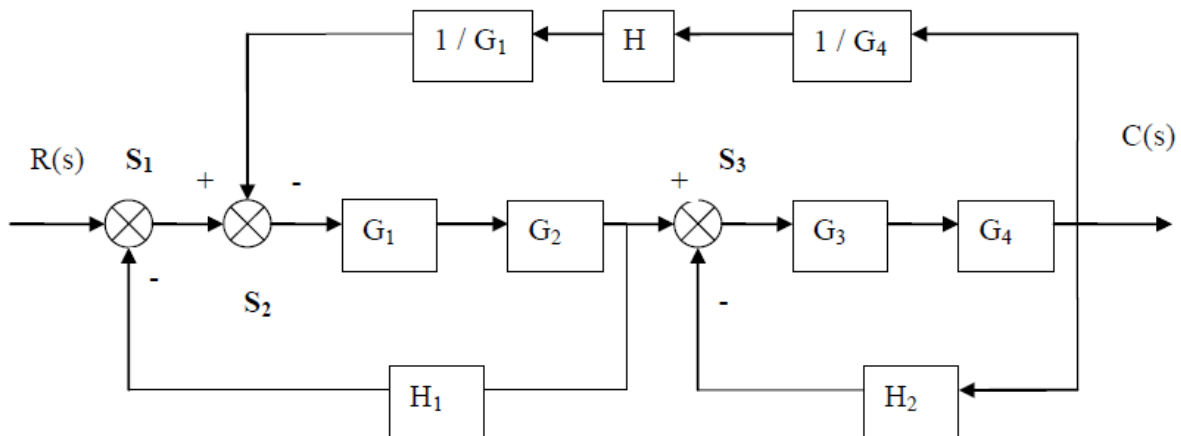 1 / G₁
H
1 / G₄
R(s)
S₁
S₃
C(s)
+
-
+
G₁
G₂
G₃
G₄
-
S₂
-
H₁
H₂